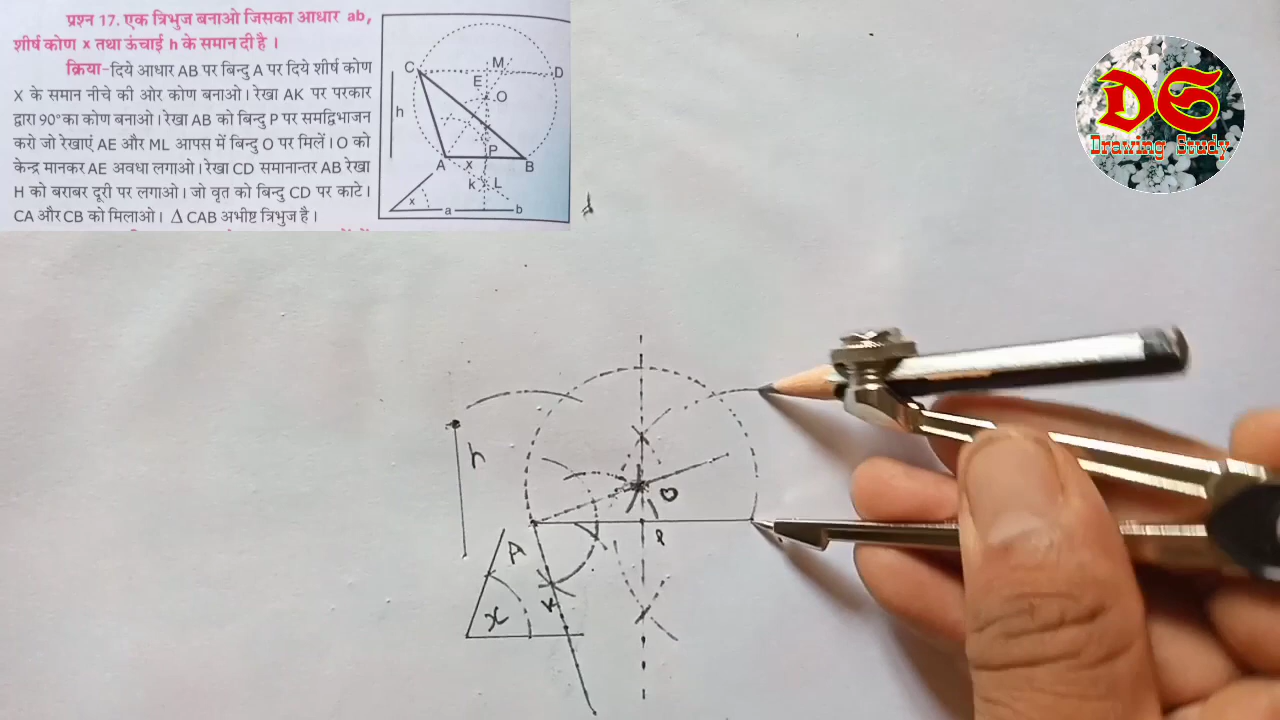 प्रश्न 17. एक त्रिभुज बनाओ जिसका आधार ab,
शीर्ष कोण x तथा ऊंचाई h के समान दी है ।
क्रिया-दिये आधार AB पर बिन्दु A पर दिये शीर्ष कोण
X के समान नीचे की ओर कोण बनाओ। रेखा AK पर परकार
द्वारा 90° का कोण बनाओ। रेखा AB को बिन्दु P पर समद्विभाजन
करो जो रेखाएं AE और ML आपस में बिन्दु O पर मिलें। O को
केन्द्र मानकर AE अवधा लगाओ। रेखा CD समानान्तर AB रेखा
H को बराबर दूरी पर लगाओ। जो वृत को बिन्दु CD पर काटे।
CA और CB को मिलाओ। Δ CAB अभीष्ट त्रिभुज है।
C M D
E
O
h
P
A x B
k L
x a b
DS
Drawing Study
h
O
A P
x K